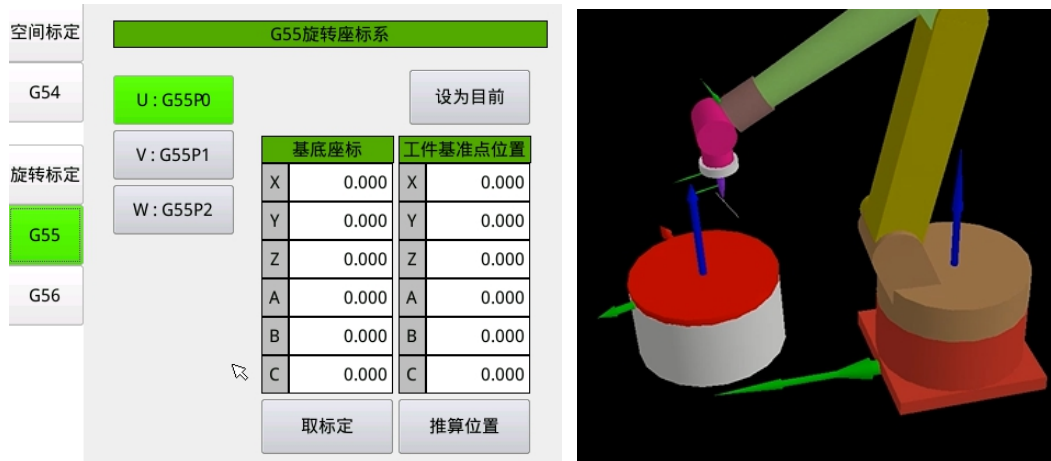 空间标定
G54
旋转标定
G55
G56
G55旋转座标系
U : G55P0
设为目前
V : G55P1
W : G55P2
基底座标 工件基准点位置
X 0.000 X 0.000
Y 0.000 Y 0.000
Z 0.000 Z 0.000
A 0.000 A 0.000
B 0.000 B 0.000
C 0.000 C 0.000
取标定 推算位置